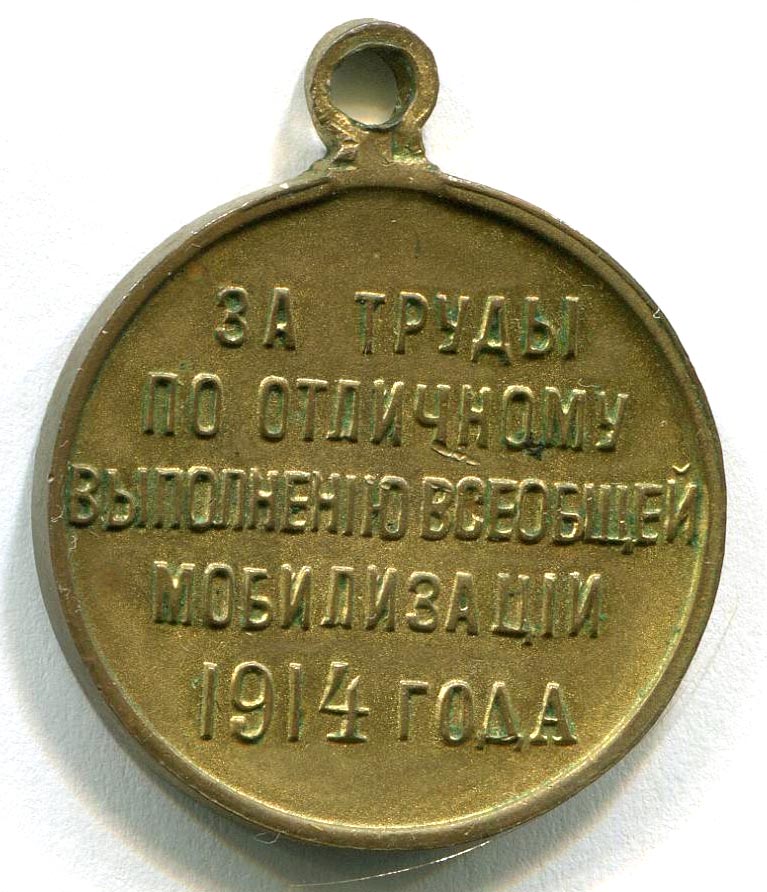 ЗА ТРУДЫ
ПО ОТЛИЧНОМУ
ВЫПОЛНЕНІЮ ВСЕОБЩЕЙ
МОБИЛИЗАЦІИ
1914 ГОДА